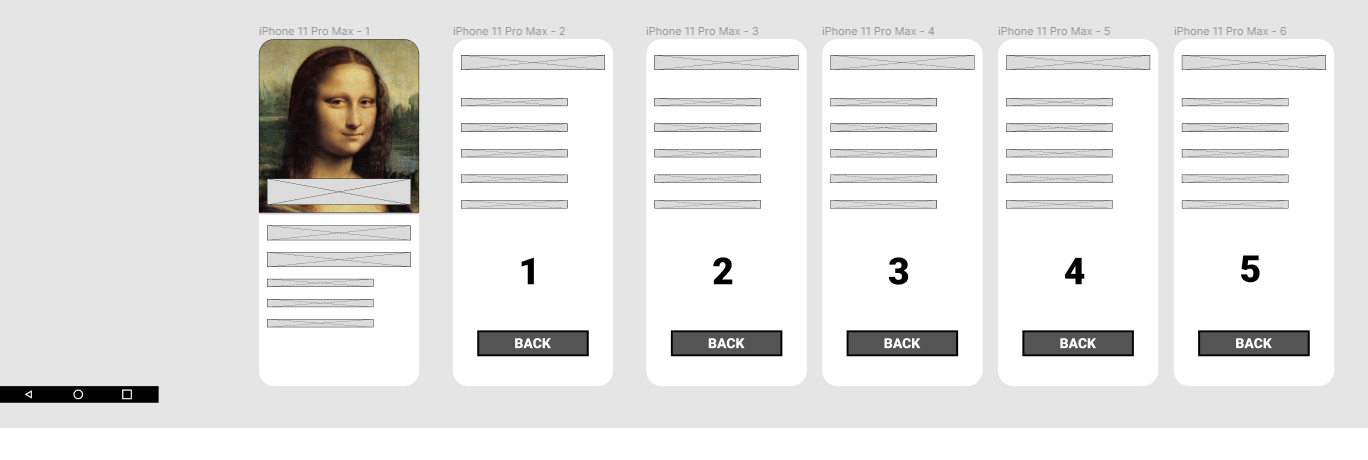 iPhone 11 Pro Max - 1
iPhone 11 Pro Max - 2
iPhone 11 Pro Max - 3
iPhone 11 Pro Max - 4
iPhone 11 Pro Max - 5
iPhone 11 Pro Max - 6
1
2
3
4
5
BACK
BACK
BACK
BACK
BACK